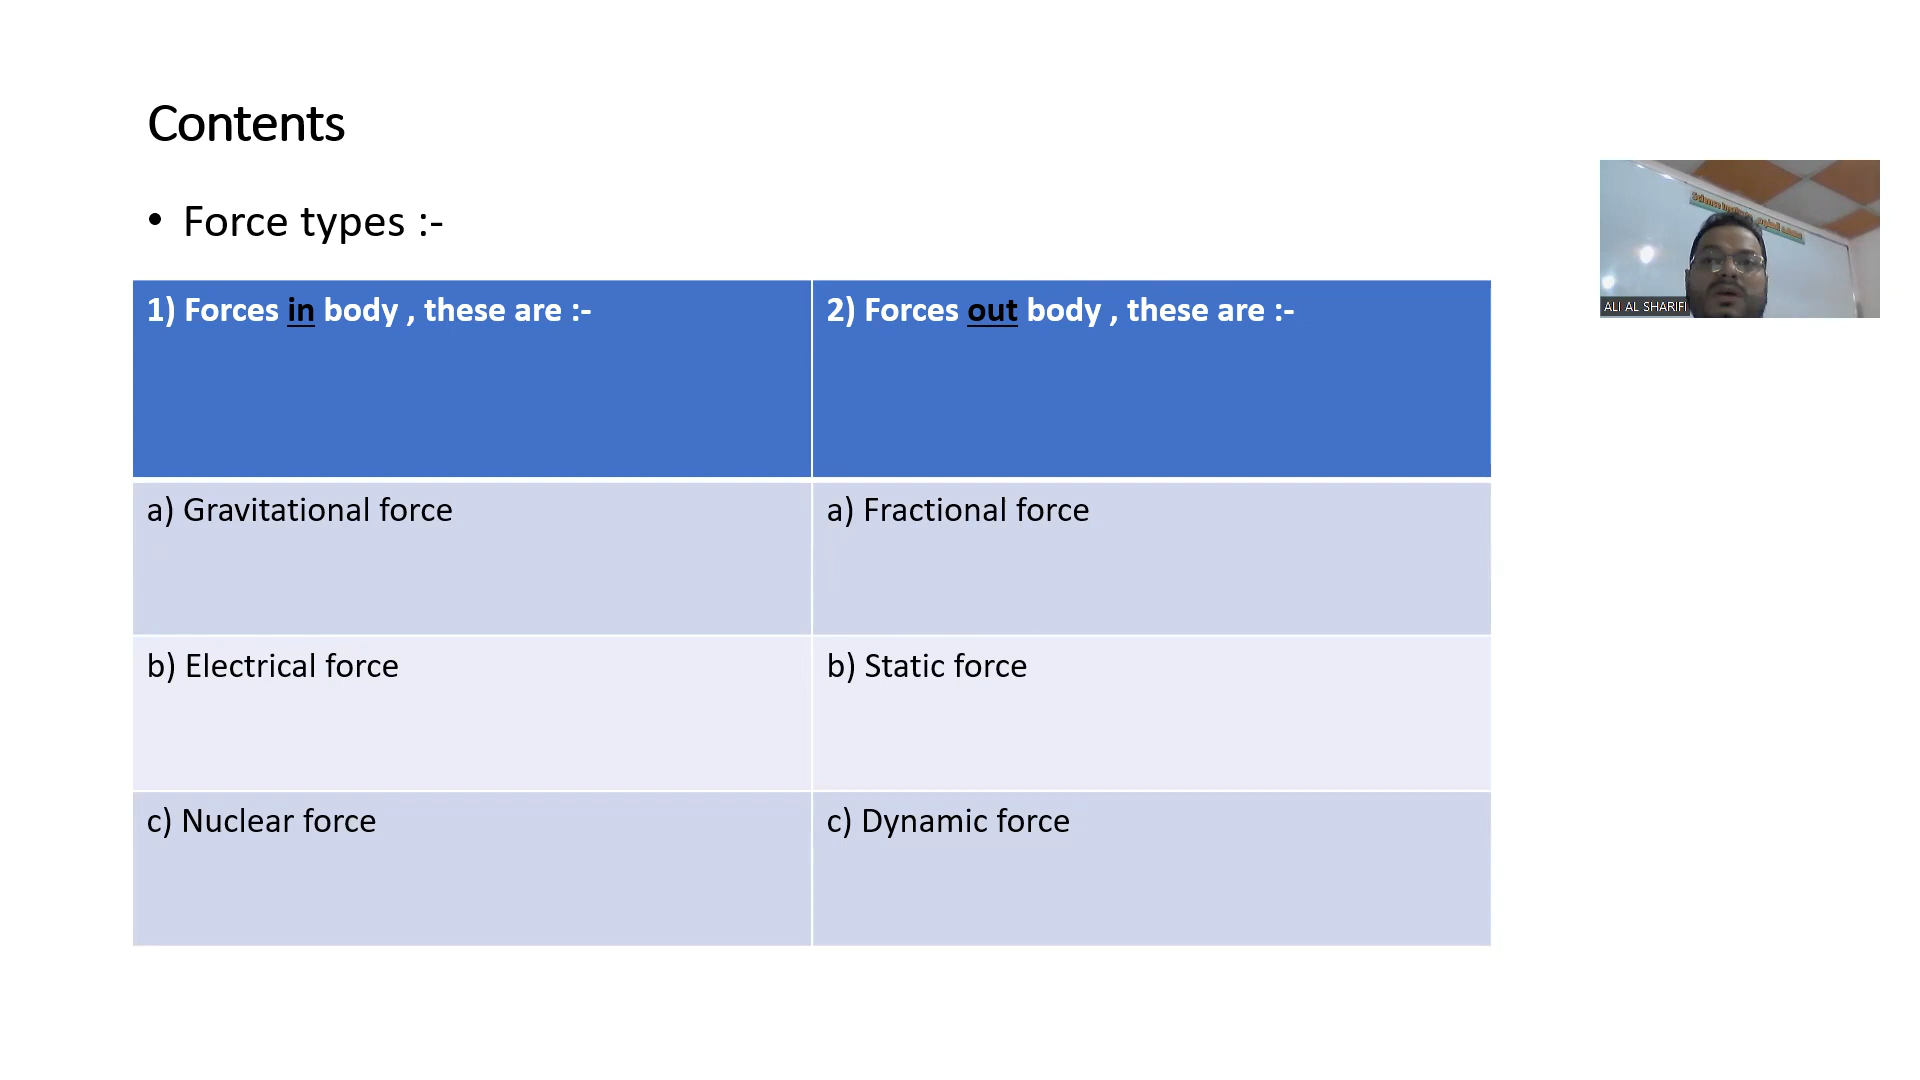 Contents
• Force types :-
1) Forces in body , these are :-
2) Forces out body , these are :-
a) Gravitational force
a) Fractional force
b) Electrical force
b) Static force
c) Nuclear force
c) Dynamic force
Science
ALI AL SHARIFI